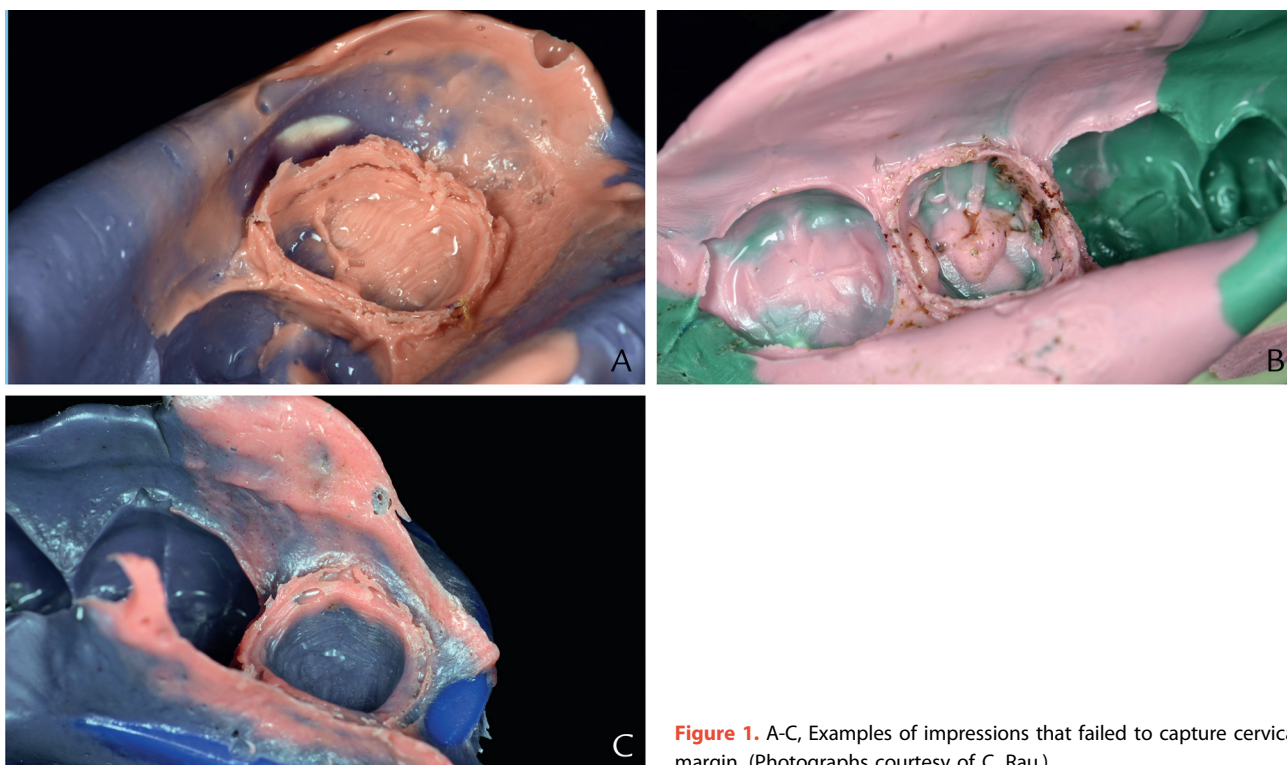 A
B
C
Figure 1. A-C, Examples of impressions that failed to capture cervica
margin. (Photographs courtesy of C. Rau.)